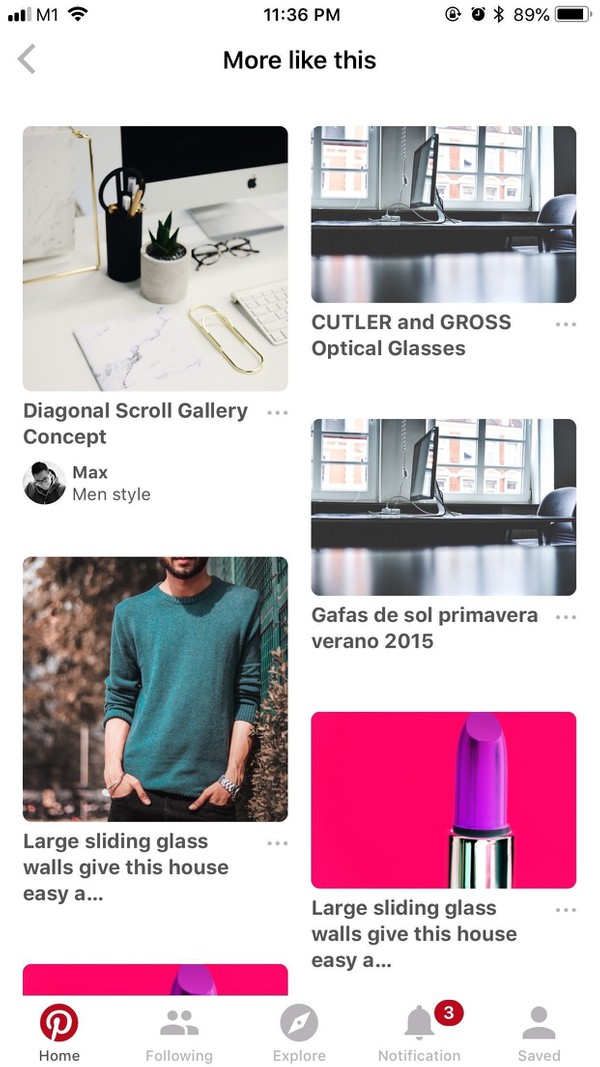 M1
11:36 PM
89%
More like this
Diagonal Scroll Gallery
Concept
Max
Men style
Large sliding glass
walls give this house
easy a...
CUTLER and GROSS
Optical Glasses
Gafas de sol primavera
verano 2015
Large sliding glass
walls give this house
easy a...
Home
Following
Explore
3
Notification
Saved